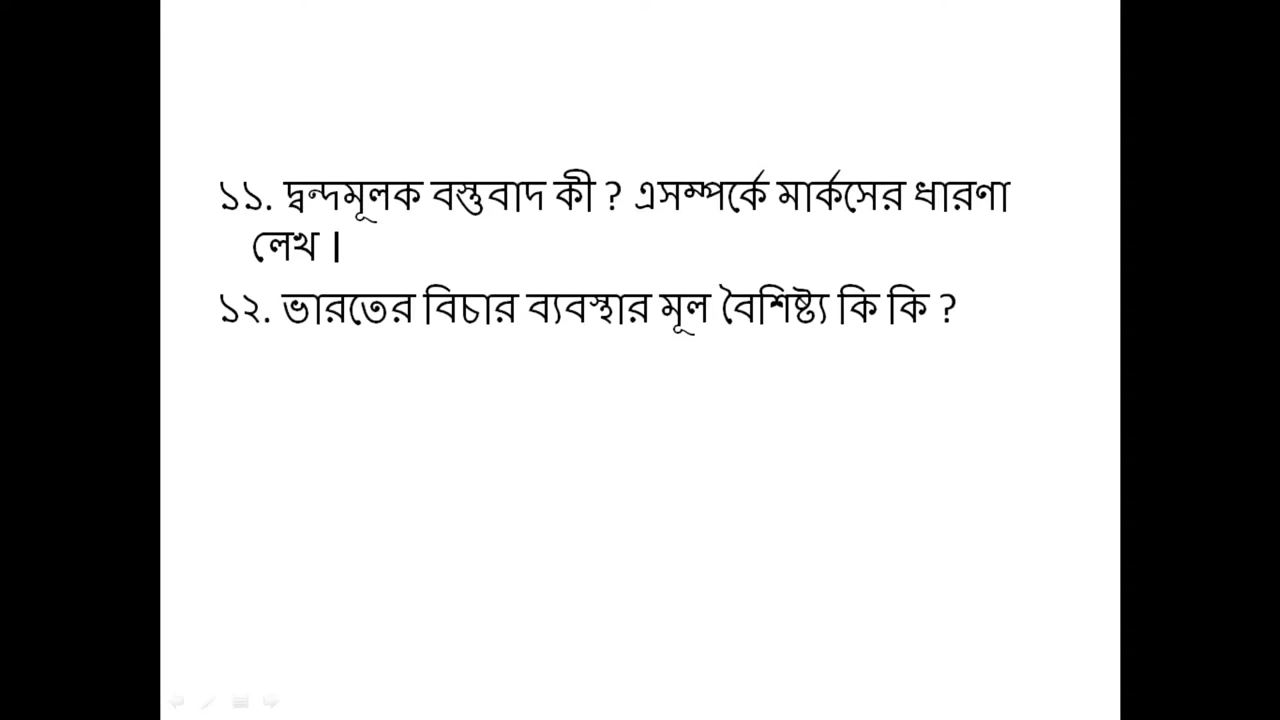 ১১. দ্বন্দমূলক বস্তুবাদ কী ? এসম্পর্কে মার্কসের ধারণা
লেখ।
১২. ভারতের বিচার ব্যবস্থার মূল বৈশিষ্ট্য কি কি ?